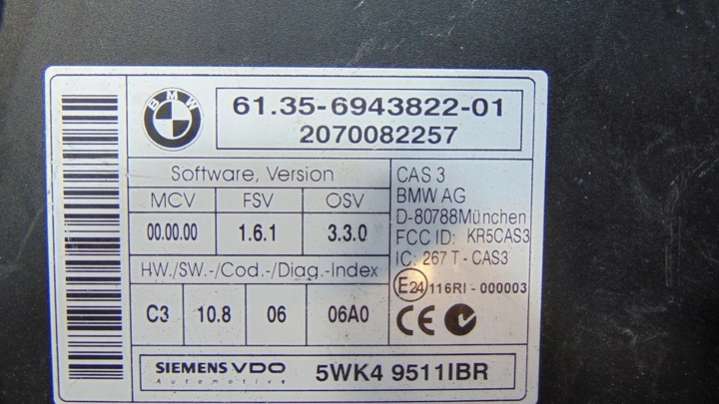 BMW
61.35-6943822-01
2070082257
Software, Version
MCV FSV OSV
00.00.00 1.6.1 3.3.0
HW./SW.-/Cod.-/Diag.-Index
C3 10.8 06 06A0
CAS 3
BMW AG
D-80788München
FCC ID: KR5CAS3
IC: 267 T-CAS3
E24 116RI-000003
CE
SIEMENS VDO
Automotive
5WK4 9511IBR